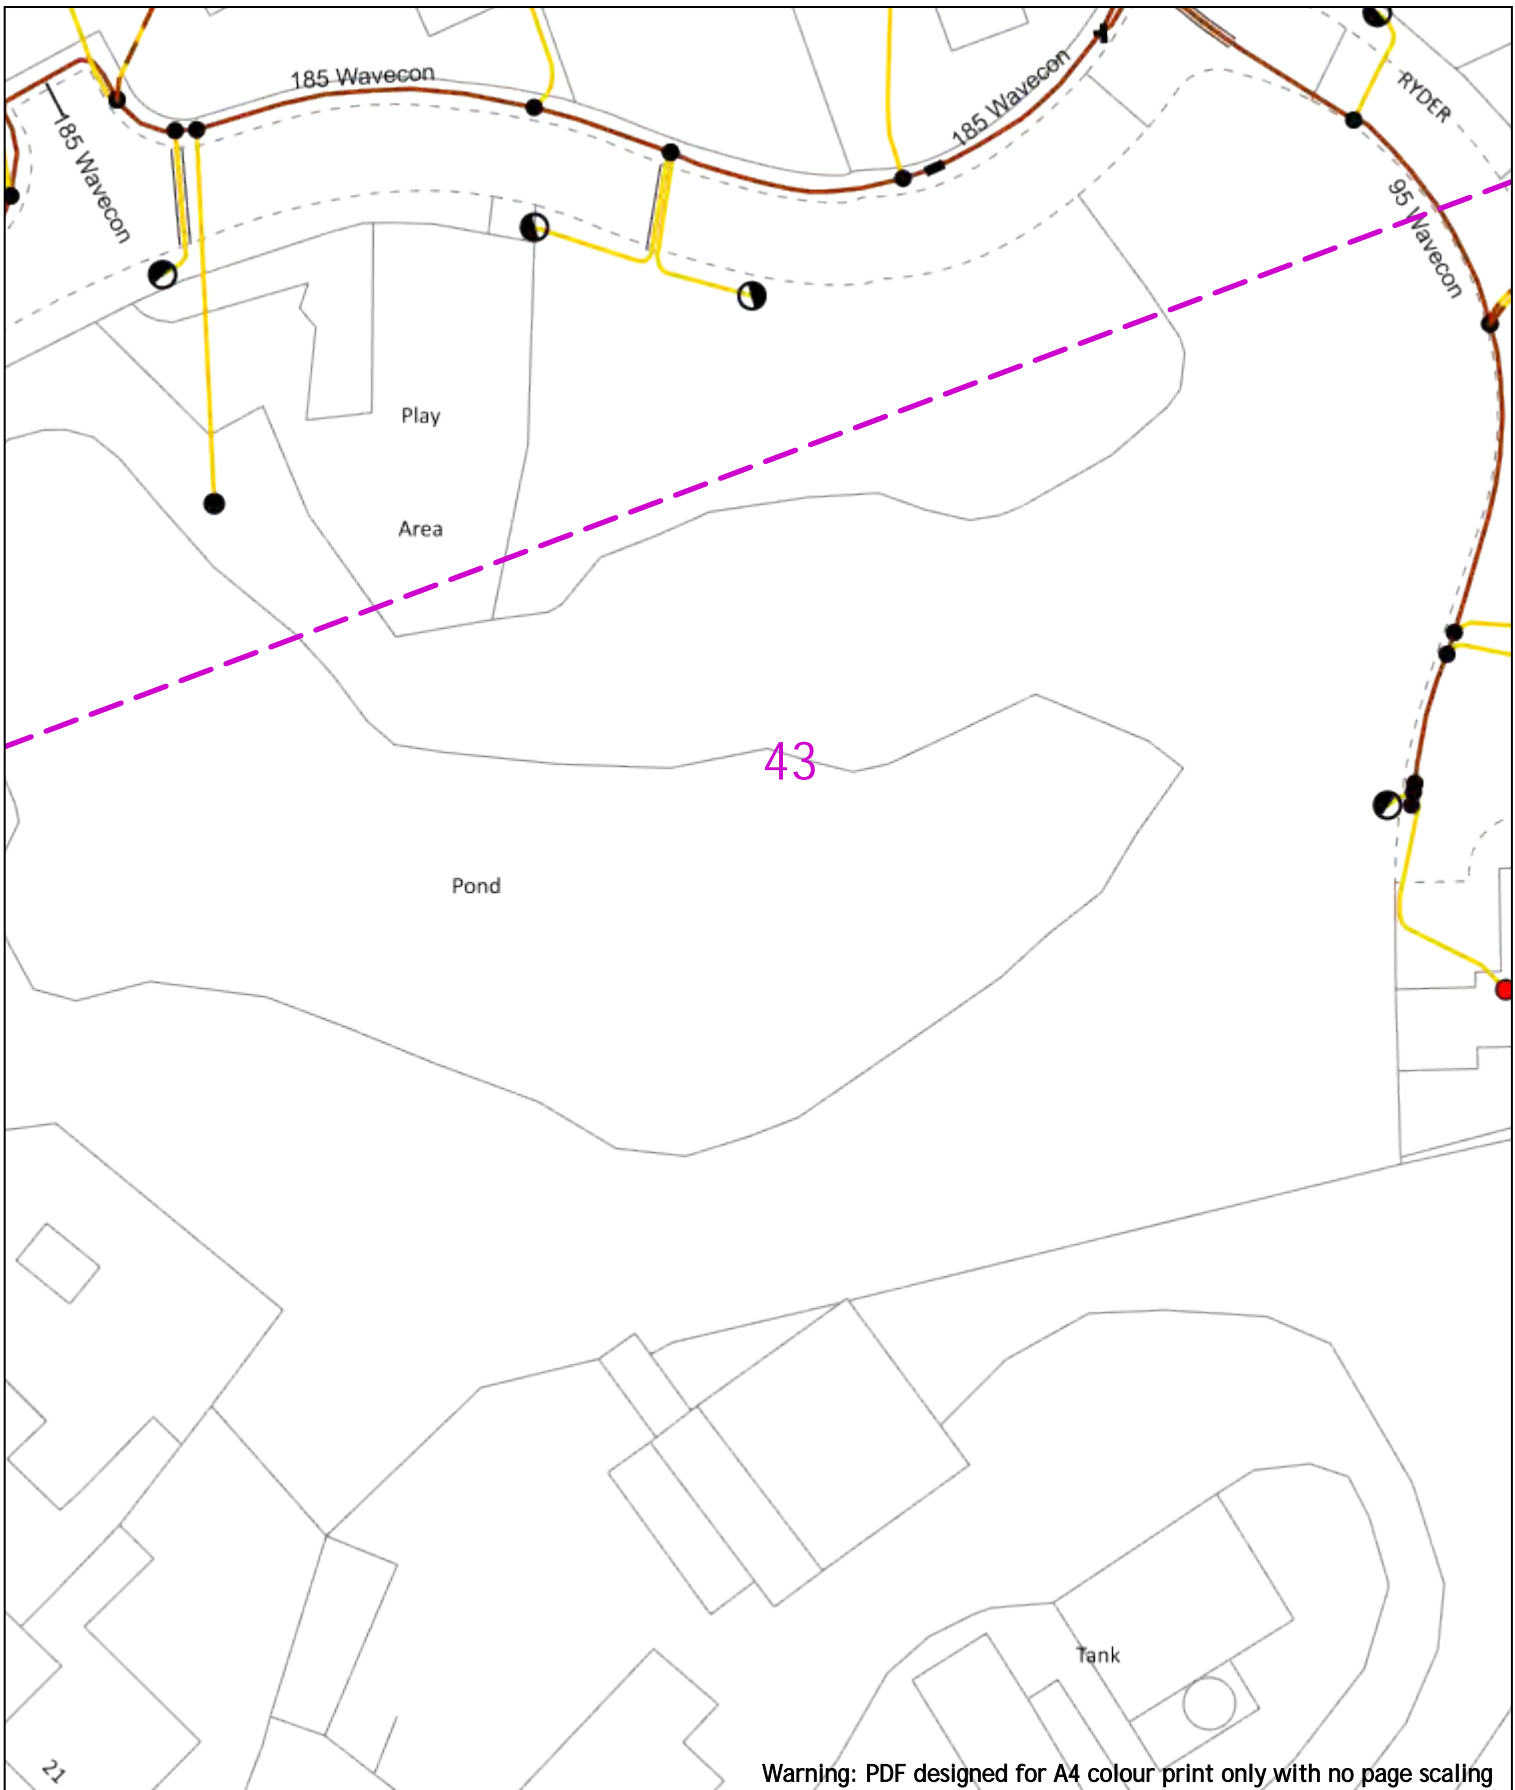 185 Wavecon
185 Wavecon
RYDER
185 Wavecon
95 Wavecon
Play
Area
43
Pond
Tank
21
Warning: PDF designed for A4 colour print only with no page scaling